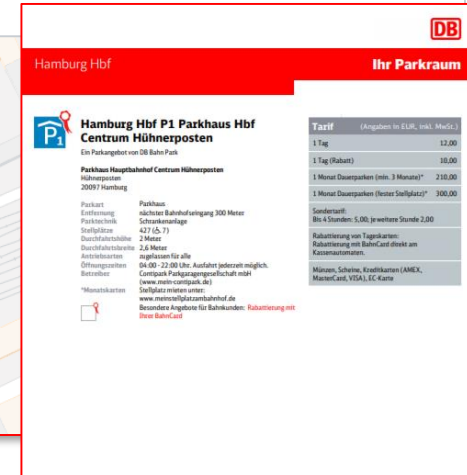 DB
Hamburg Hbf
Ihr Parkraum
P1
Hamburg Hbf P1 Parkhaus Hbf
Centrum Hühnerposten
Ein Parkangebot von DB Bahn Park
Parkhaus Hauptbahnhof Centrum Hühnerposten
Hühnerposten
20097 Hamburg
Parkart Parkhaus
Entfernung nächster Bahnhofseingang 300 Meter
Parktechnik Schrankenanlage
Stellplätze 427 (♿ 7)
Durchfahrtshöhe 2 Meter
Durchfahrtsbreite 2,6 Meter
Antriebsarten zugelassen für alle
Öffnungszeiten 04:00 - 22:00 Uhr. Ausfahrt jederzeit möglich.
Betreiber Contipark Parkgaragengesellschaft mbH
(www.mein-contipark.de)
*Monatskarten Stellplatz mieten unter:
www.meinstellplatzambahnhof.de
Besondere Angebote für Bahnkunden: Rabattierung mit
Ihrer BahnCard
Tarif (Angaben in EUR, inkl. MwSt.)
1 Tag 12,00
1 Tag (Rabatt) 10,00
1 Monat Dauerparken (min. 3 Monate)* 210,00
1 Monat Dauerparken (fester Stellplatz)* 300,00
Sondertarif:
Bis 4 Stunden: 5,00; je weitere Stunde 2,00
Rabattierung von Tageskarten:
Rabattierung mit BahnCard direkt am
Kassenautomaten.
Münzen, Scheine, Kreditkarten (AMEX,
MasterCard, VISA), EC-Karte